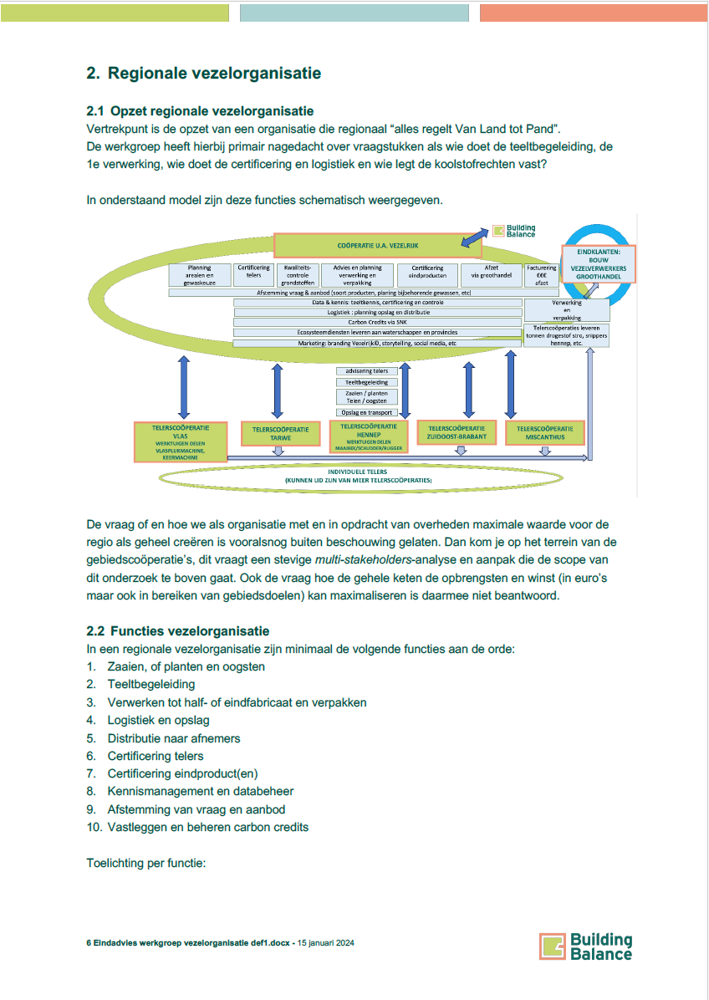 2. Regionale vezelorganisatie
2.1 Opzet regionale vezelorganisatie
Vertrekpunt is de opzet van een organisatie die regionaal “alles regelt Van Land tot Pand”.
De werkgroep heeft hierbij primair nagedacht over vraagstukken als wie doet de teeltbegeleiding, de
1e verwerking, wie doet de certificering en logistiek en wie legt de koolstofrechten vast?
In onderstaand model zijn deze functies schematisch weergegeven.
Building
Balance
COÖPERATIE U.A. VEZELRIJK
EINDKLANTEN:
BOUW
VEZELVERWERKERS
GROOTHANDEL
Planning
arealen en
gewaskeuze
Certificering
telers
Kwaliteits-
controle
grondstoffen
Advies en planning
verwerking en
verpakking
Certificering
eindproducten
Afzet
via groothandel
Facturering
€€€
afzet
Afstemming vraag & aanbod (soort producten, planing bijbehorende gewassen, etc)
Data & kennis: teeltkennis, certificering en controle
Logistiek : planning opslag en distributie
Carbon Credits via SNK
Ecosysteemdiensten leveren aan waterschappen en provincies
Marketing: branding Vezelrijk©, storytelling, social media, etc
Verwerking
en
verpakking
Telerscoöperaties leveren
tonnen drogestof stro, snippers
hennep, etc.
advisering telers
Teeltbegeleiding
Zaaien / planten
Telen / oogsten
Opslag en transport
TELERSCOÖPERATIE
VLAS
WERKTUIGEN DELEN
VLASPLUKMACHINE,
KEERMACHINE
TELERSCOÖPERATIE
TARWE
TELERSCOÖPERATIE
HENNEP
WERKTUIGEN DELEN
MAAIBEK/SCHUDDER/RUGGER
TELERSCOÖPERATIE
ZUIDOOST-BRABANT
TELERSCOÖPERATIE
MISCANTHUS
INDIVIDUELE TELERS
(KUNNEN LID ZIJN VAN MEER TELERSCOÖPERATIES)
De vraag of en hoe we als organisatie met en in opdracht van overheden maximale waarde voor de
regio als geheel creëren is vooralsnog buiten beschouwing gelaten. Dan kom je op het terrein van de
gebiedscoöperatie’s, dit vraagt een stevige multi-stakeholders-analyse en aanpak die de scope van
dit onderzoek te boven gaat. Ook de vraag hoe de gehele keten de opbrengsten en winst (in euro’s
maar ook in bereiken van gebiedsdoelen) kan maximaliseren is daarmee niet beantwoord.
2.2 Functies vezelorganisatie
In een regionale vezelorganisatie zijn minimaal de volgende functies aan de orde:
1. Zaaien, of planten en oogsten
2. Teeltbegeleiding
3. Verwerken tot half- of eindfabricaat en verpakken
4. Logistiek en opslag
5. Distributie naar afnemers
6. Certificering telers
7. Certificering eindproduct(en)
8. Kennismanagement en databeheer
9. Afstemming van vraag en aanbod
10. Vastleggen en beheren carbon credits
Toelichting per functie:
6 Eindadvies werkgroep vezelorganisatie def1.docx - 15 januari 2024
Building
Balance